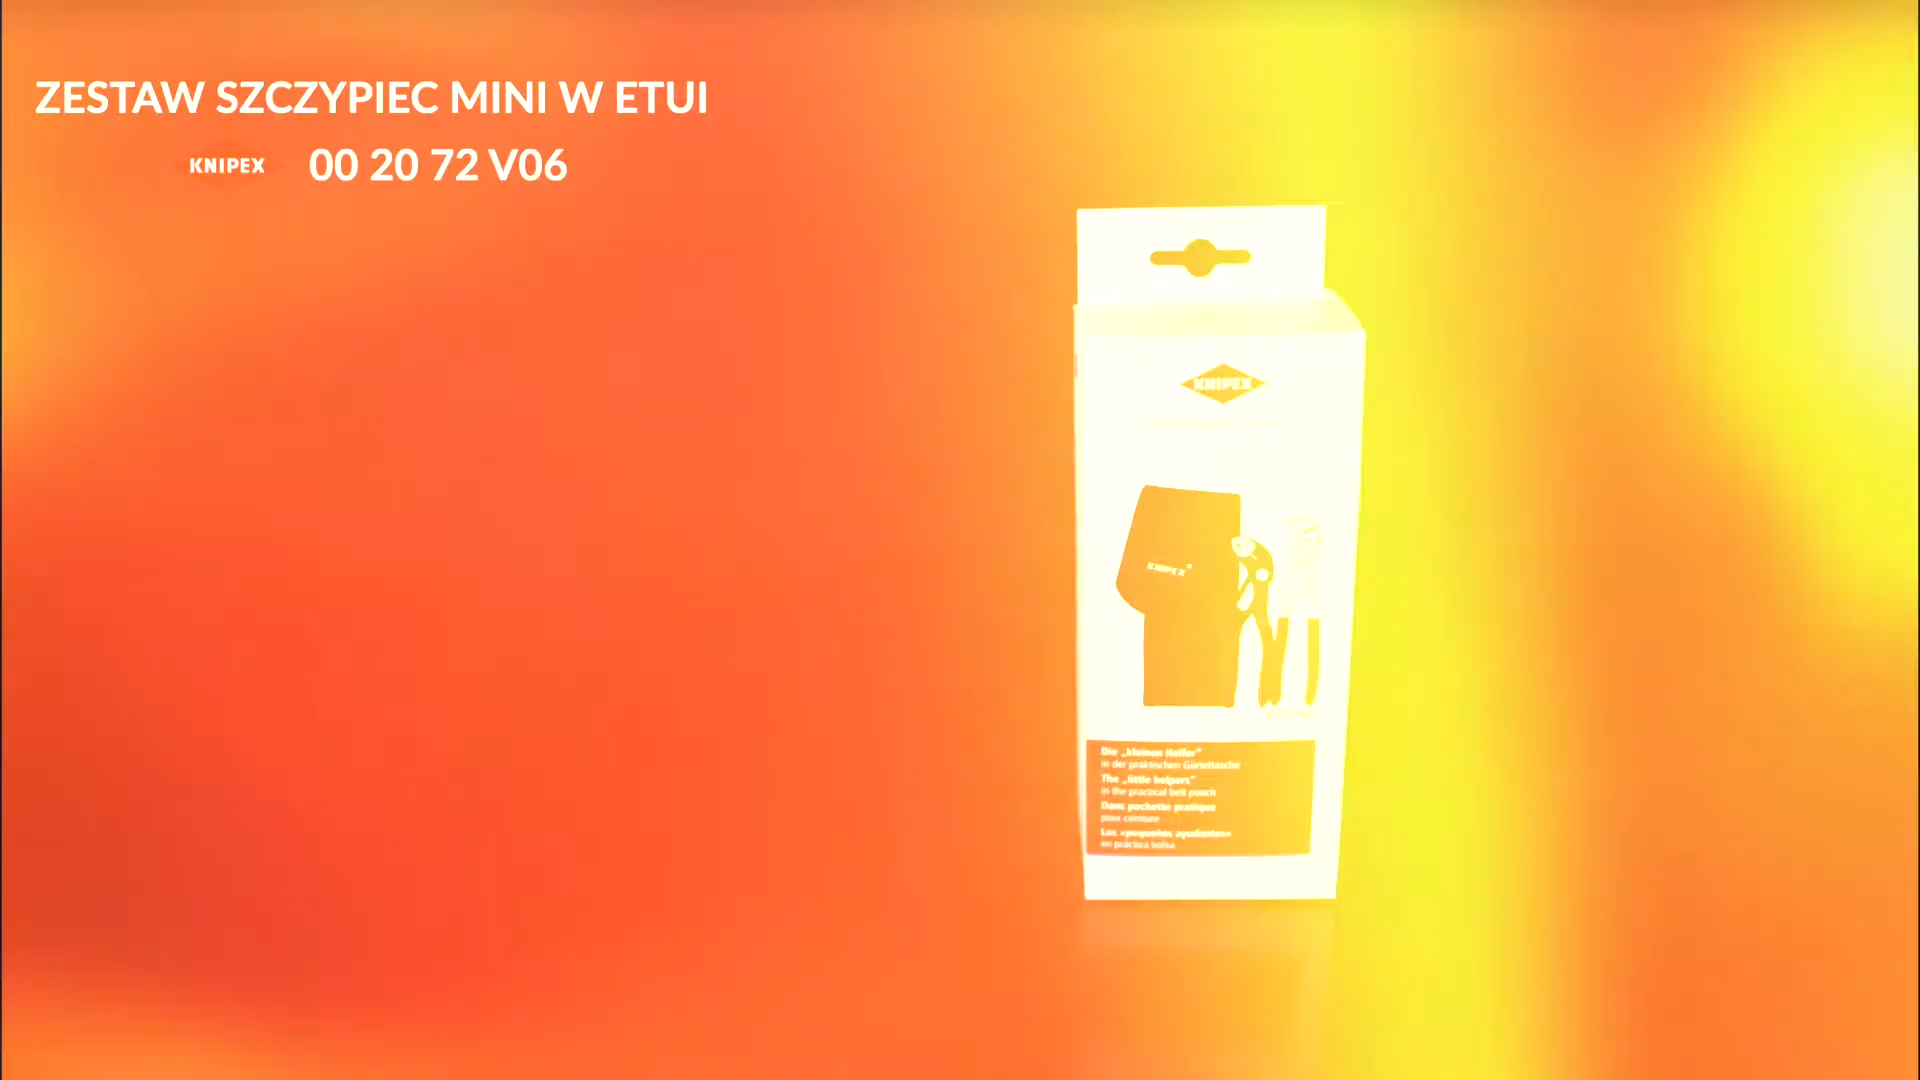 ZESTAW SZCZYPIEC MINI W ETUI
KNIPEX 00 20 72 V06
KNIPEX
KNIPEX
Die „kleinen Helfer“
in der praktischen Gürteltasche
The „little helpers“
in the practical belt pouch
Dans pochette pratique
pour ceinture
Los «pequeños ayudantes»
en práctica bolsa